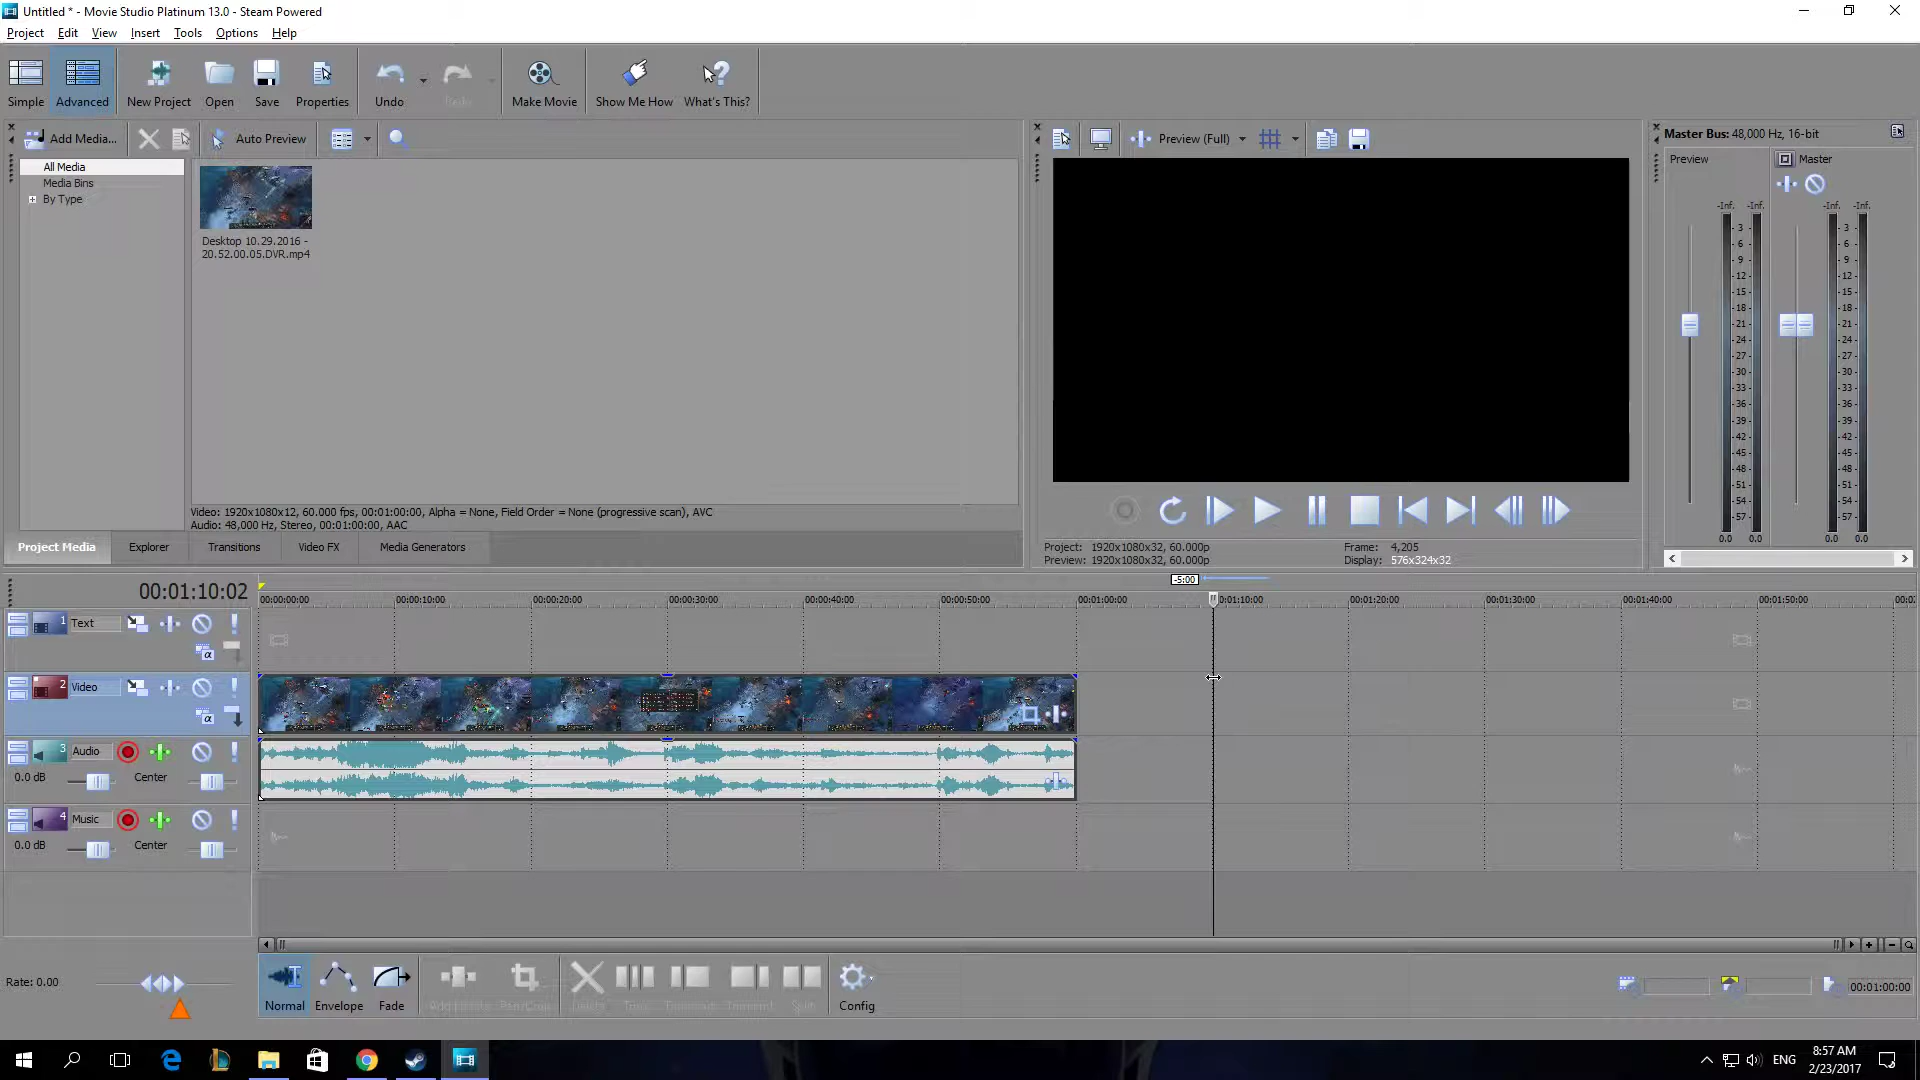 Untitled * - Movie Studio Platinum 13.0 - Steam Powered
Project Edit View Insert Tools Options Help
Simple Advanced New Project Open Save Properties Undo Redo Make Movie Show Me How What's This?
Add Media... Auto Preview
All Media
Media Bins
By Type
Desktop 10.29.2016 -
20.52.00.05.DVR.mp4
Video: 1920x1080x12, 60.000 fps, 00:01:00:00, Alpha = None, Field Order = None (progressive scan), AVC
Audio: 48,000 Hz, Stereo, 00:01:00:00, AAC
Project Media Explorer Transitions Video FX Media Generators
Preview (Full)
Project: 1920x1080x32, 60.000p Frame: 4,205
Preview: 1920x1080x32, 60.000p Display: 576x324x32
Master Bus: 48,000 Hz, 16-bit
Preview Master
-Inf. -Inf. -Inf. -Inf.
3 3
6 6
9 9
12 12
15 15
18 18
21 21
24 24
27 27
30 30
33 33
36 36
39 39
42 42
45 45
48 48
51 51
54 54
57 57
0.0 0.0 0.0 0.0
00:01:10:02
-5:00
00:00:00:00 00:00:10:00 00:00:20:00 00:00:30:00 00:00:40:00 00:00:50:00 00:01:00:00 0:01:10:00 00:01:20:00 00:01:30:00 00:01:40:00 00:01:50:00
1 Text
2 Video
3 Audio
0.0 dB Center
4 Music
0.0 dB Center
Rate: 0.00
Normal Envelope Fade Config
00:01:00:00
ENG
8:57 AM
2/23/2017